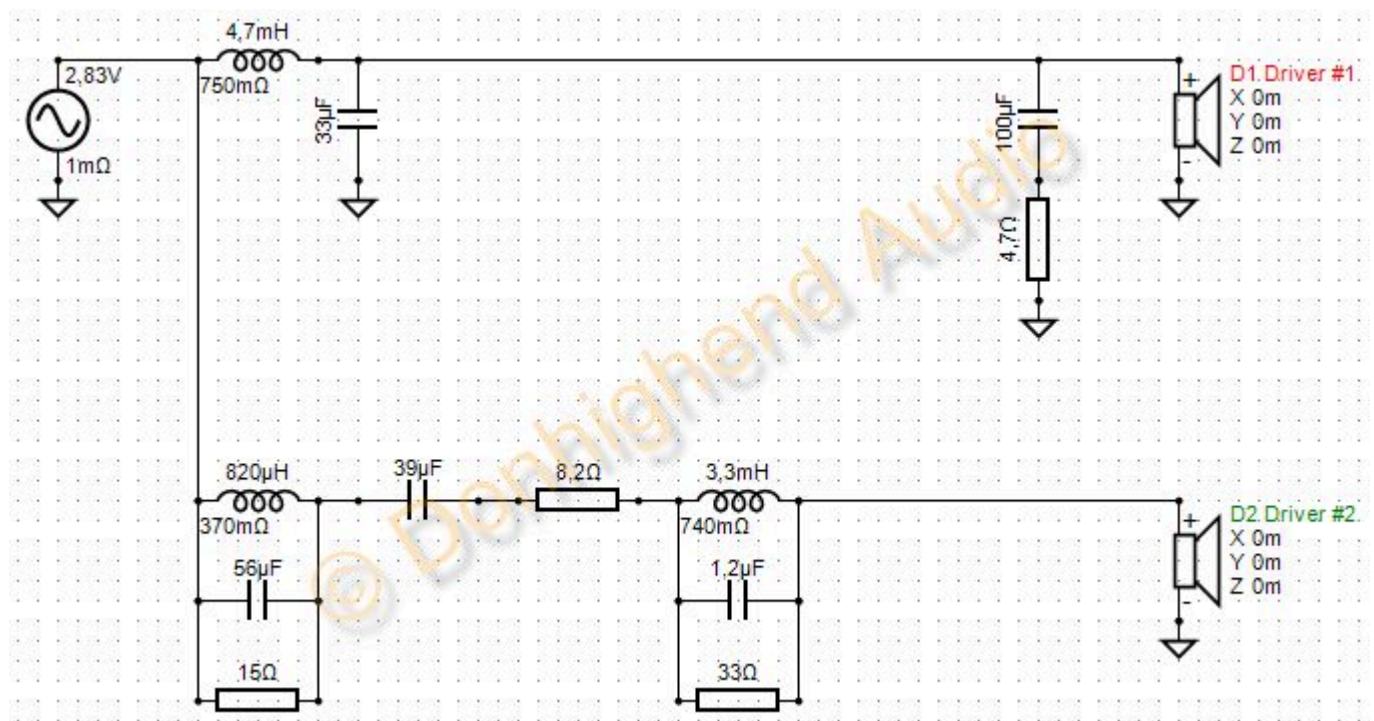 4,7mH
2,83V
750mΩ
33µF
1mΩ
100µF
4,7Ω
D1 Driver #1
+
X 0m
Y 0m
Z 0m
-
820µH
39µF
8,2Ω
3,3mH
370mΩ
740mΩ
56µF
1,2µF
15Ω
33Ω
D2 Driver #2
+
X 0m
Y 0m
Z 0m
-
© Donhighend Audio